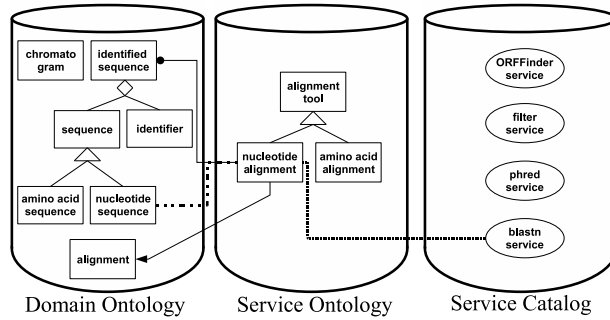 chromato
gram
identified
sequence
sequence
identifier
amino acid
sequence
nucleotide
sequence
alignment
Domain Ontology
alignment
tool
nucleotide
alignment
amino acid
alignment
Service Ontology
ORFFinder
service
filter
service
phred
service
blastn
service
Service Catalog